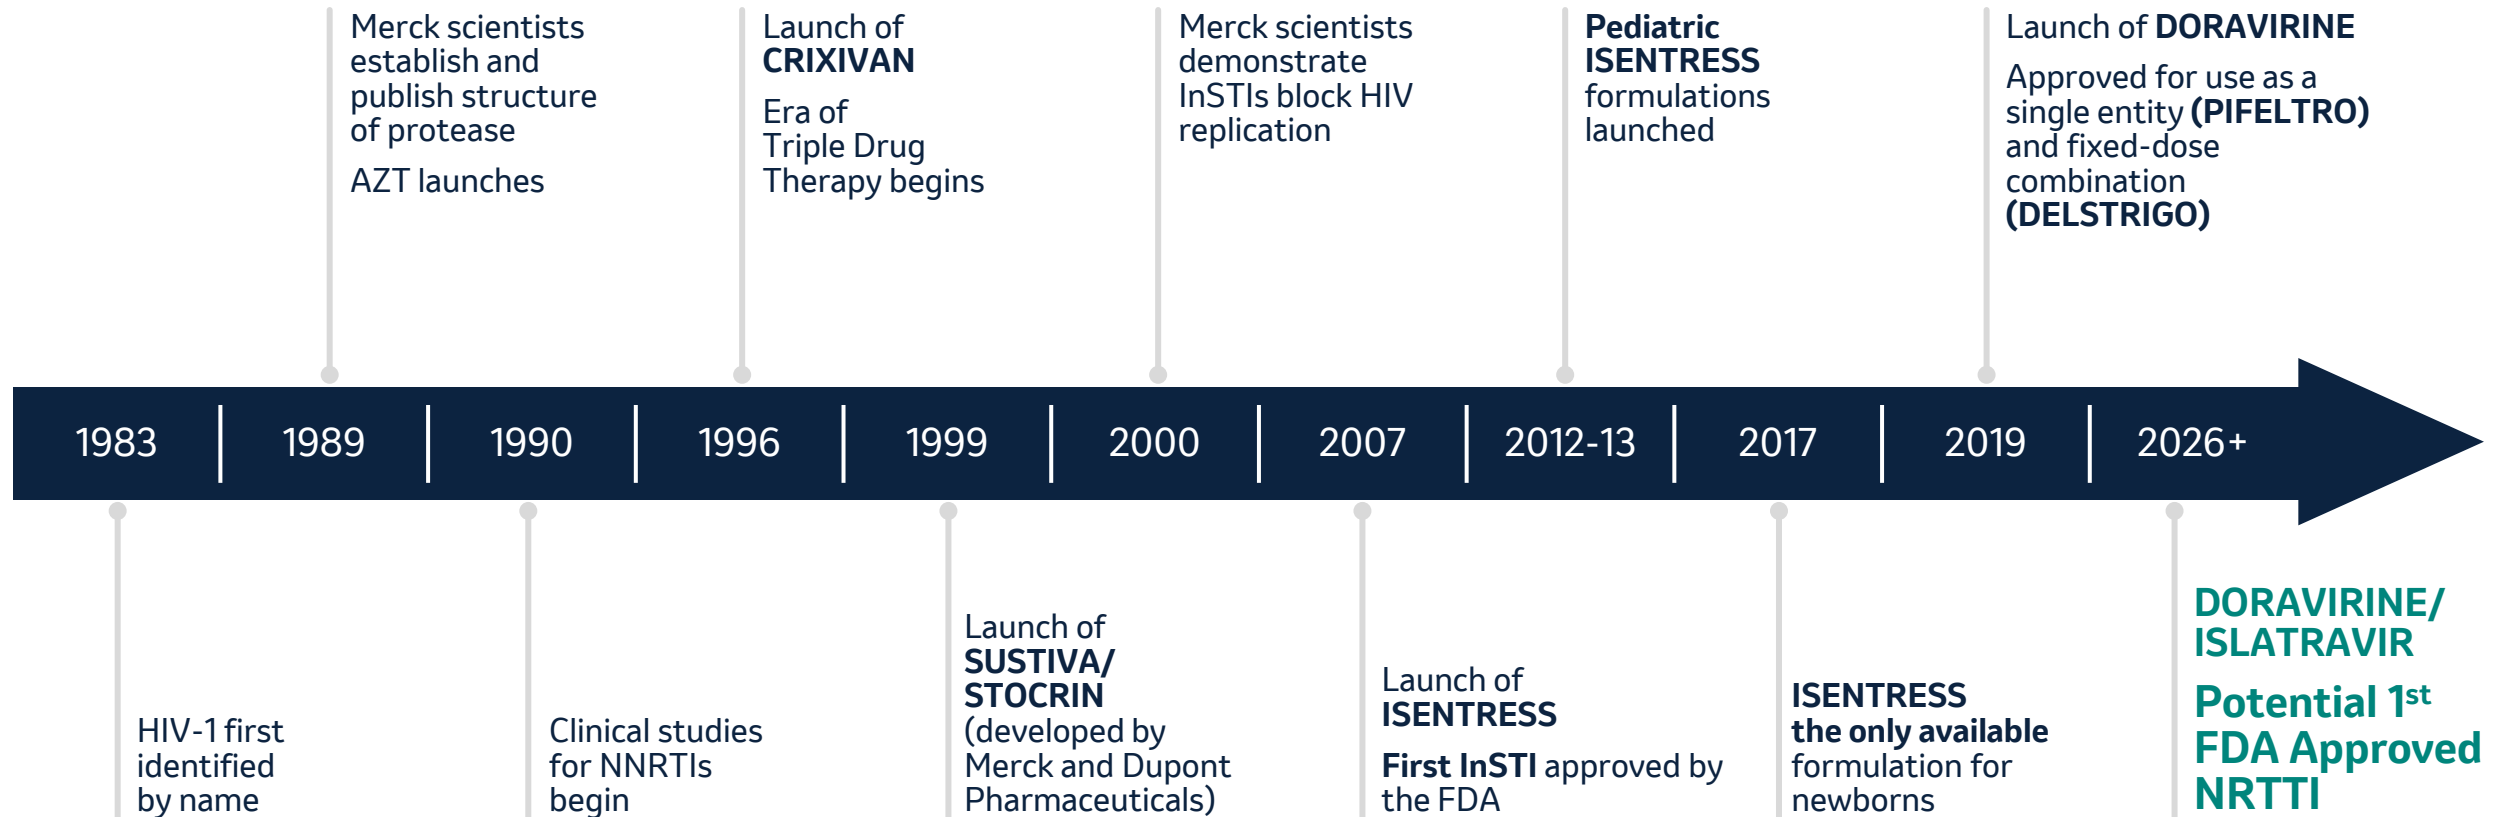 Merck scientists
establish and
publish structure
of protease
AZT launches
Launch of
CRIXIVAN
Era of
Triple Drug
Therapy begins
Merck scientists
demonstrate
InSTIs block HIV
replication
Pediatric
ISENTRESS
formulations
launched
Launch of DORAVIRINE
Approved for use as a
single entity (PIFELTRO)
and fixed-dose
combination
(DELSTRIGO)
1983
1989
1990
1996
1999
2000
2007
2012-13
2017
2019
2026+
HIV-1 first
identified
by name
Clinical studies
for NNRTIs
begin
Launch of
SUSTIVA/
STOCRIN
(developed by
Merck and Dupont
Pharmaceuticals)
Launch of
ISENTRESS
First InSTI approved by
the FDA
ISENTRESS
the only available
formulation for
newborns
DORAVIRINE/
ISLATRAVIR
Potential 1st
FDA Approved
NRTTI